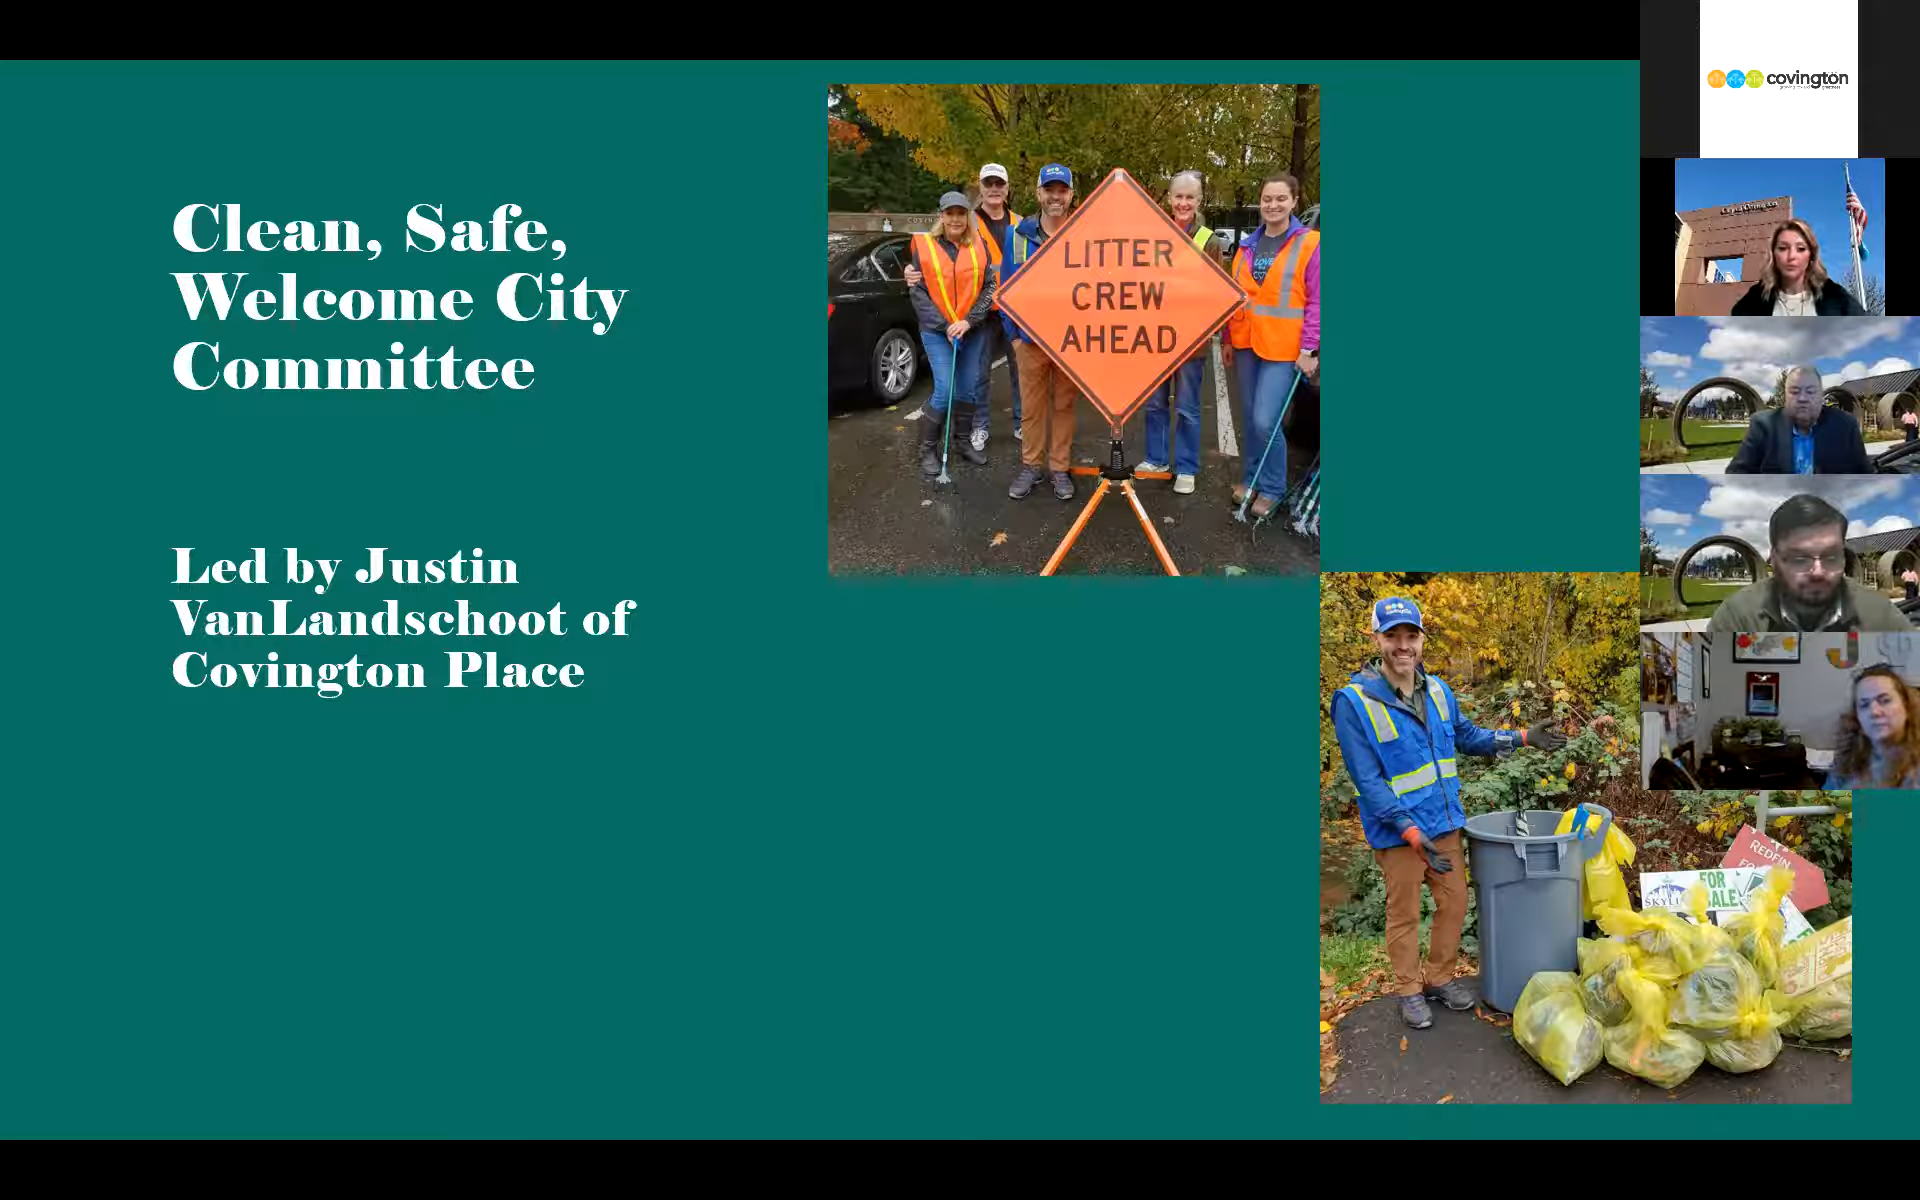 Clean, Safe,
Welcome City
Committee
Led by Justin
VanLandschoot of
Covington Place
LITTER
CREW
AHEAD
covington
REDFIN
FOR
SALE